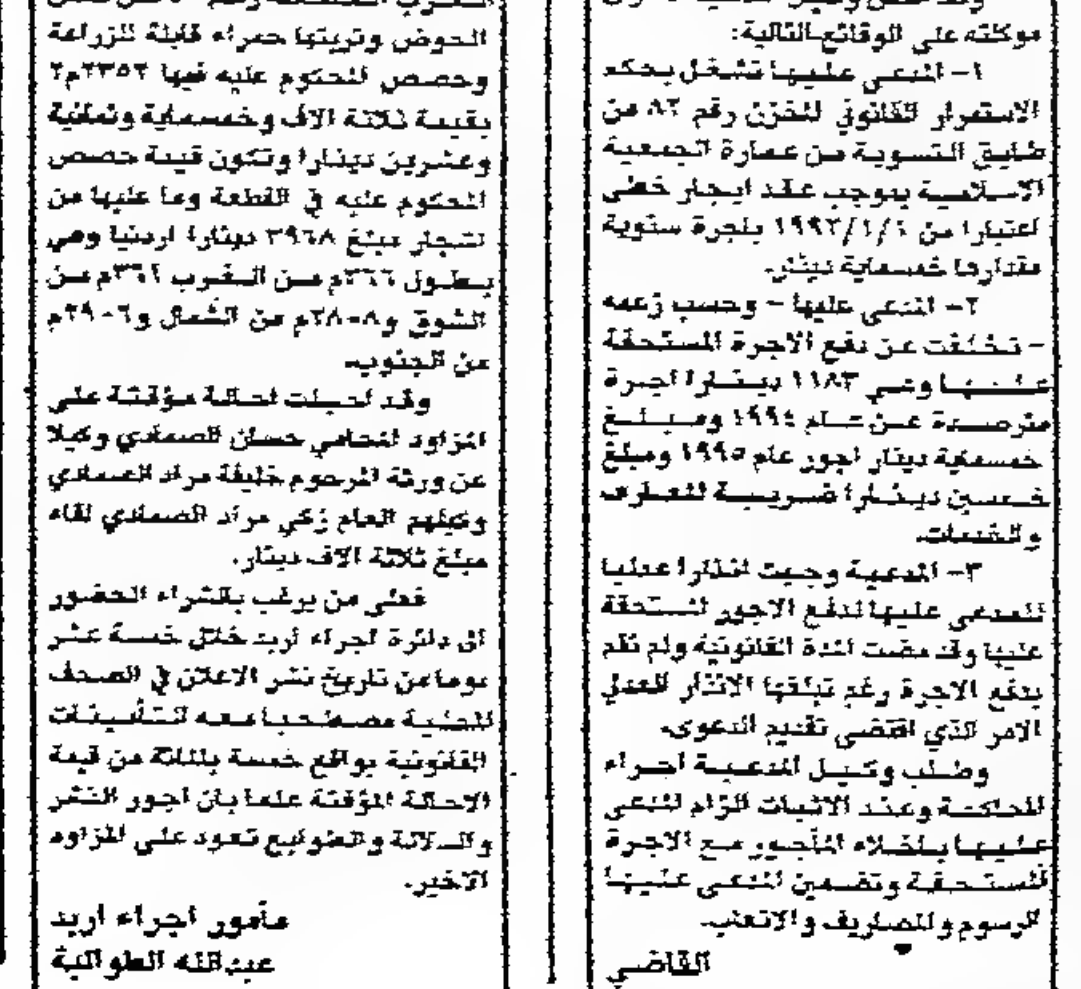 موكلته على الوقائع التالية:
١- المدعى عليها تشغل بحكم
الاستمرار القانوني المخزن رقم ٨٢ من
طابق التسوية من عمارة الجمعية
الاسلامية بموجب عقد ايجار خطي
اعتبارا من ١٩٩٢/١/١ باجرة سنوية
مقدارها خمسماية دينار.
٢- المدعى عليها - وحسب زعمه
- تخلفت عن دفع الاجرة المستحقة
عليها وهي ١١٨٣ دينارا اجرة
مترصدة عن عام ١٩٩٤ ومبلغ
خمسماية دينار اجور عام ١٩٩٥ ومبلغ
خمسين دينارا ضريبة المعارف
والخدمات.
٣- المدعية وجهت انذارا عدليا
للمدعى عليها لدفع الاجور المستحقة
عليها وقد مضت المدة القانونية ولم تقم
بدفع الاجرة رغم تبلغها الانذار العدلي
الامر الذي اقتضى تقديم الدعوى.
وطلب وكيل المدعية اجراء
المحاكمة وعند الاثبات الزام المدعى
عليها باخلاء المأجور مع الاجرة
المستحقة وتضمين المدعى عليها
الرسوم والمصاريف والاتعاب.
القاضي
الحوض وتربتها حمراء قابلة للزراعة
وحصص المحكوم عليه فيها ٢٣٥٢م٢
بقيمة ثلاثة الاف وخمسماية وثمانية
وعشرين دينارا وتكون قيمة حصص
المحكوم عليه في القطعة وما عليها من
اشجار مبلغ ٣٩٦٨ دينارا اردنيا وهي
بطول ٣٦٦م من الغرب ٣٦١م من
الشرق و٢٨٠٨م من الشمال و٢٩٠٦م
من الجنوب.
وقد احيلت احالة مؤقتة على
المزاود المحامي حسان الصمادي وكيلا
عن ورثة المرحوم خليفة مراد الصمادي
وكيلهم العام زكي مراد الصمادي لقاء
مبلغ ثلاثة الاف دينار.
فعلى من يرغب بالشراء الحضور
الى دائرة اجراء اربد خلال خمسة عشر
يوما من تاريخ نشر الاعلان في الصحف
المحلية مصطحبا معه التأمينات
القانونية بواقع خمسة بالماية من قيمة
الاحالة المؤقتة علما بان اجور النشر
والدلالة والطوابع تعود على المزاود
الاخير.
مأمور اجراء اربد
عبدالله الطوالبة